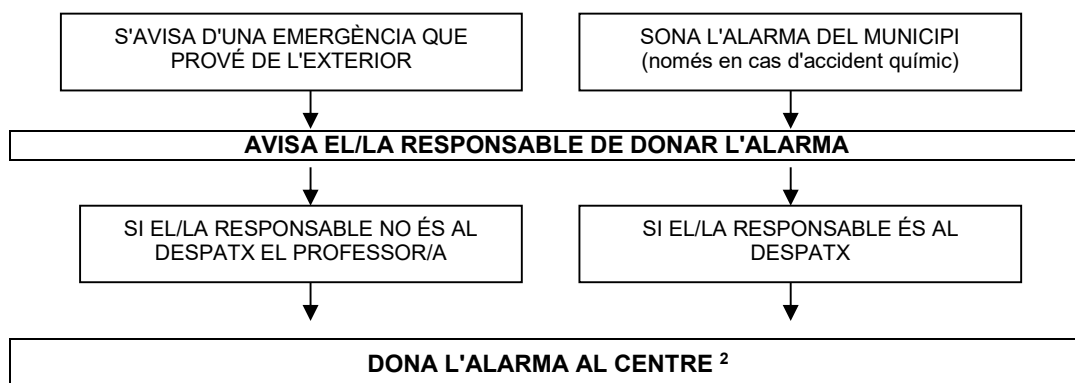 S'AVISA D'UNA EMERGÈNCIA QUE
PROVÉ DE L'EXTERIOR
SONA L'ALARMA DEL MUNICIPI
(només en cas d'accident químic)
AVISA EL/LA RESPONSABLE DE DONAR L'ALARMA
SI EL/LA RESPONSABLE NO ÉS AL
DESPATX EL PROFESSOR/A
SI EL/LA RESPONSABLE ÉS AL
DESPATX
DONA L'ALARMA AL CENTRE ²